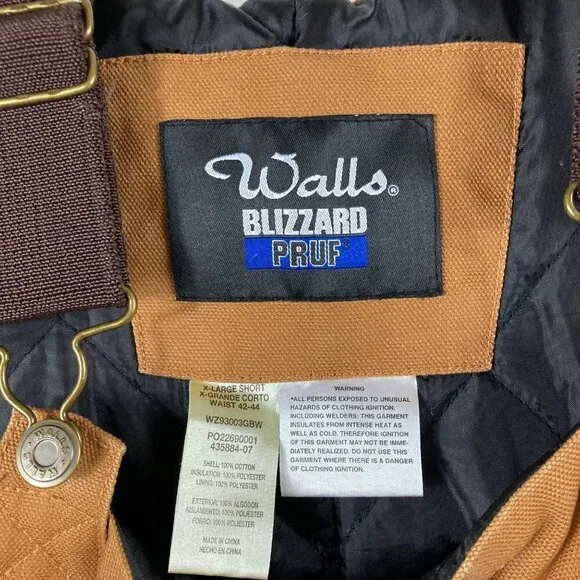 Walls®
BLIZZARD
PRUF®
X-LARGE SHORT
X-GRANDE CORTO
WAIST 42-44
WZ93003GBW
PO22690001
435884-07
SHELL: 100% COTTON
INSULATION: 100% POLYESTER
LINING: 100% POLYESTER
EXTERIOR: 100% ALGODON
AISLAMIENTO: 100% POLIESTER
FORRO: 100% POLIESTER
MADE IN CHINA
HECHO EN CHINA
WARNING
*ALL PERSONS EXPOSED TO UNUSUAL
HAZARDS OF CLOTHING IGNITION.
INCLUDING WELDERS; THIS GARMENT
INSULATES FROM INTENSE HEAT AS
WELL AS COLD. THEREFORE IGNITION
OF THIS GARMENT MAY NOT BE IMME-
DIATELY REALIZED. DO NOT USE THIS
GARMENT WHERE THERE IS A DANGER
OF CLOTHING IGNITION.
WALLS
WALLS